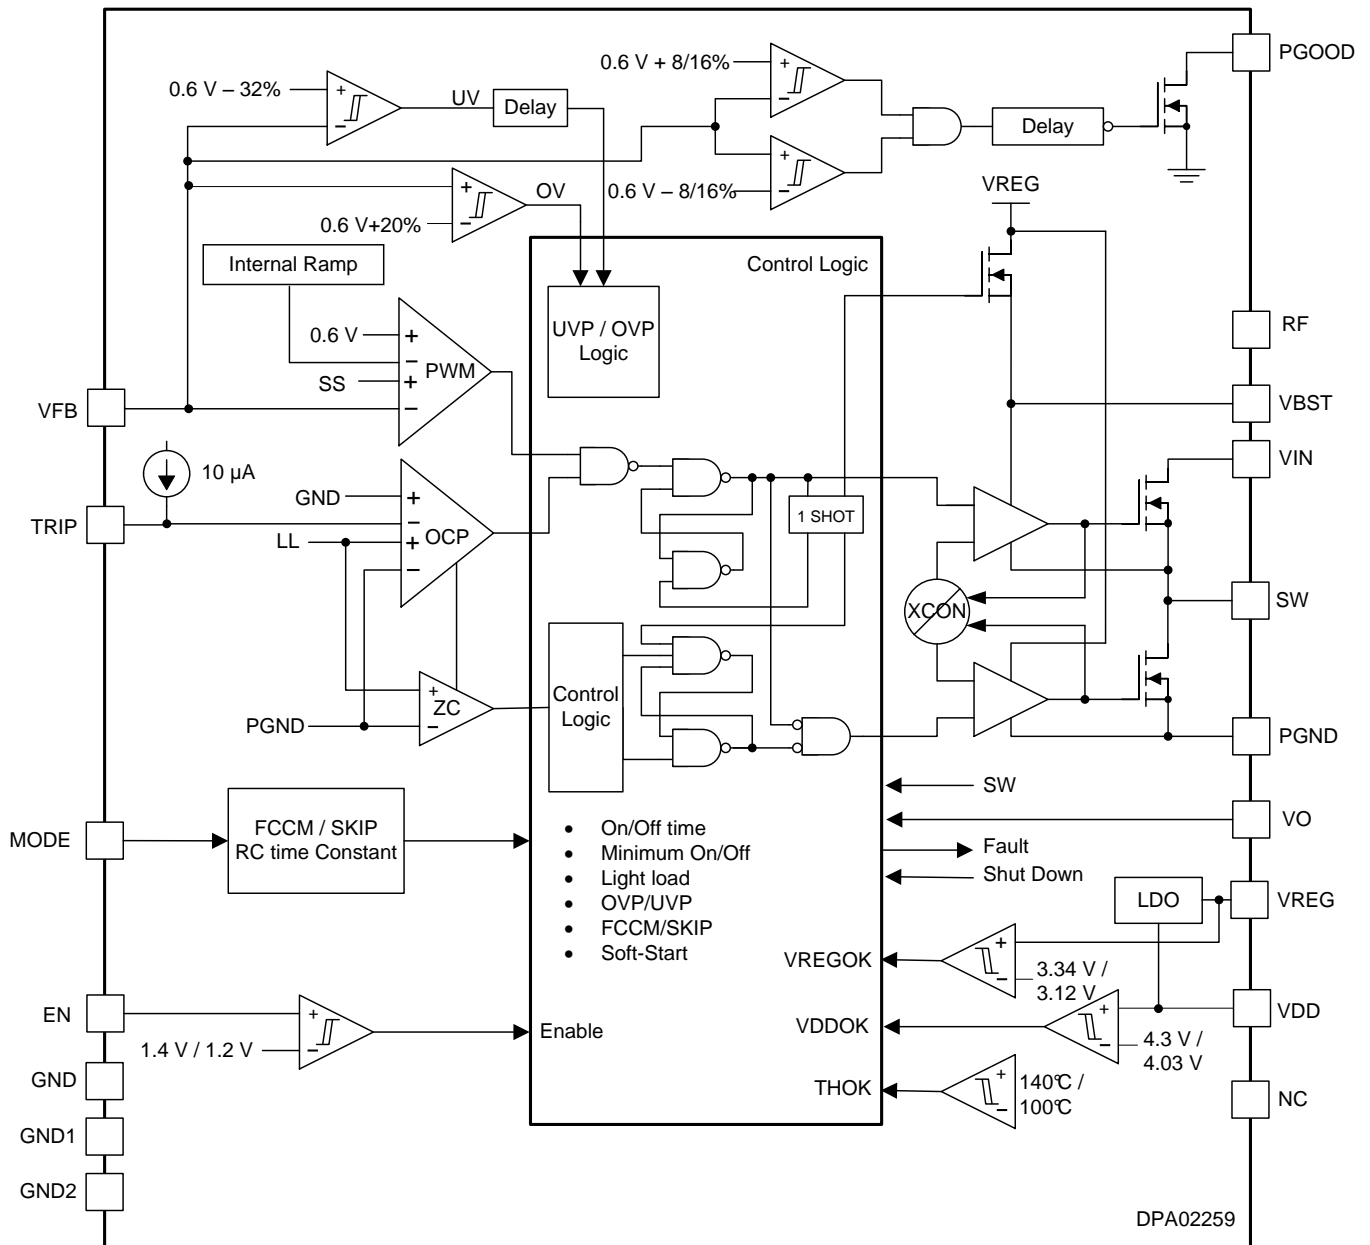 PGOOD
0.6 V + 8/16%
0.6 V – 32%
UV
Delay
Delay
0.6 V – 8/16%
VREG
OV
0.6 V+20%
Internal Ramp
Control Logic
UVP / OVP
Logic
0.6 V
PWM
SS
RF
VFB
VBST
10 µA
VIN
GND
TRIP
1 SHOT
LL
OCP
XCON
SW
Control
Logic
ZC
PGND
PGND
SW
MODE
FCCM / SKIP
RC time Constant
VO
• On/Off time
• Minimum On/Off
• Light load
• OVP/UVP
• FCCM/SKIP
• Soft-Start
Fault
Shut Down
LDO
VREG
VREGOK
3.34 V /
3.12 V
EN
1.4 V / 1.2 V
Enable
VDDOK
4.3 V /
4.03 V
VDD
GND
THOK
140°C /
100°C
NC
GND1
GND2
DPA02259
+
–